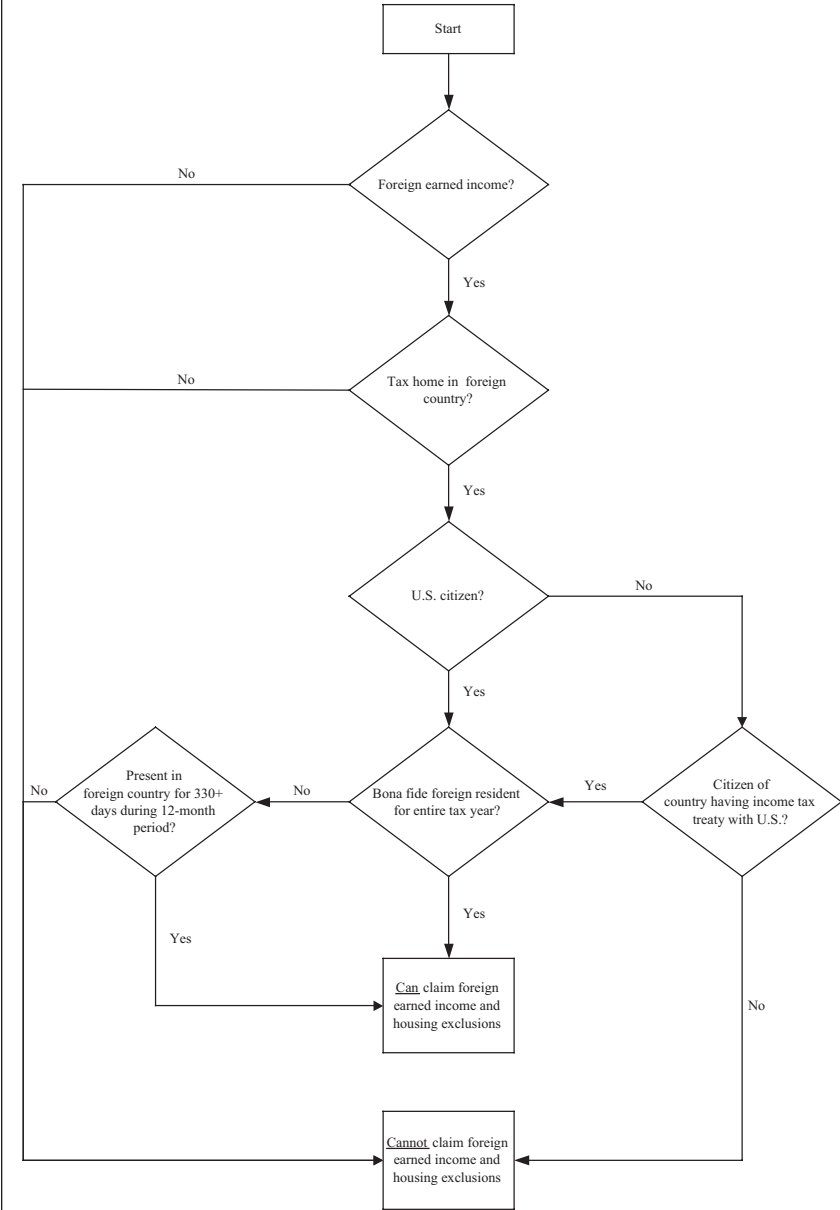 Start
Foreign earned income?
No
Yes
Tax home in foreign
country?
No
Yes
U.S. citizen?
No
Yes
Present in
foreign country for 330+
days during 12-month
period?
No
No
Bona fide foreign resident
for entire tax year?
Yes
Citizen of
country having income tax
treaty with U.S.?
Yes
Yes
Can claim foreign
earned income and
housing exclusions
No
Cannot claim foreign
earned income and
housing exclusions